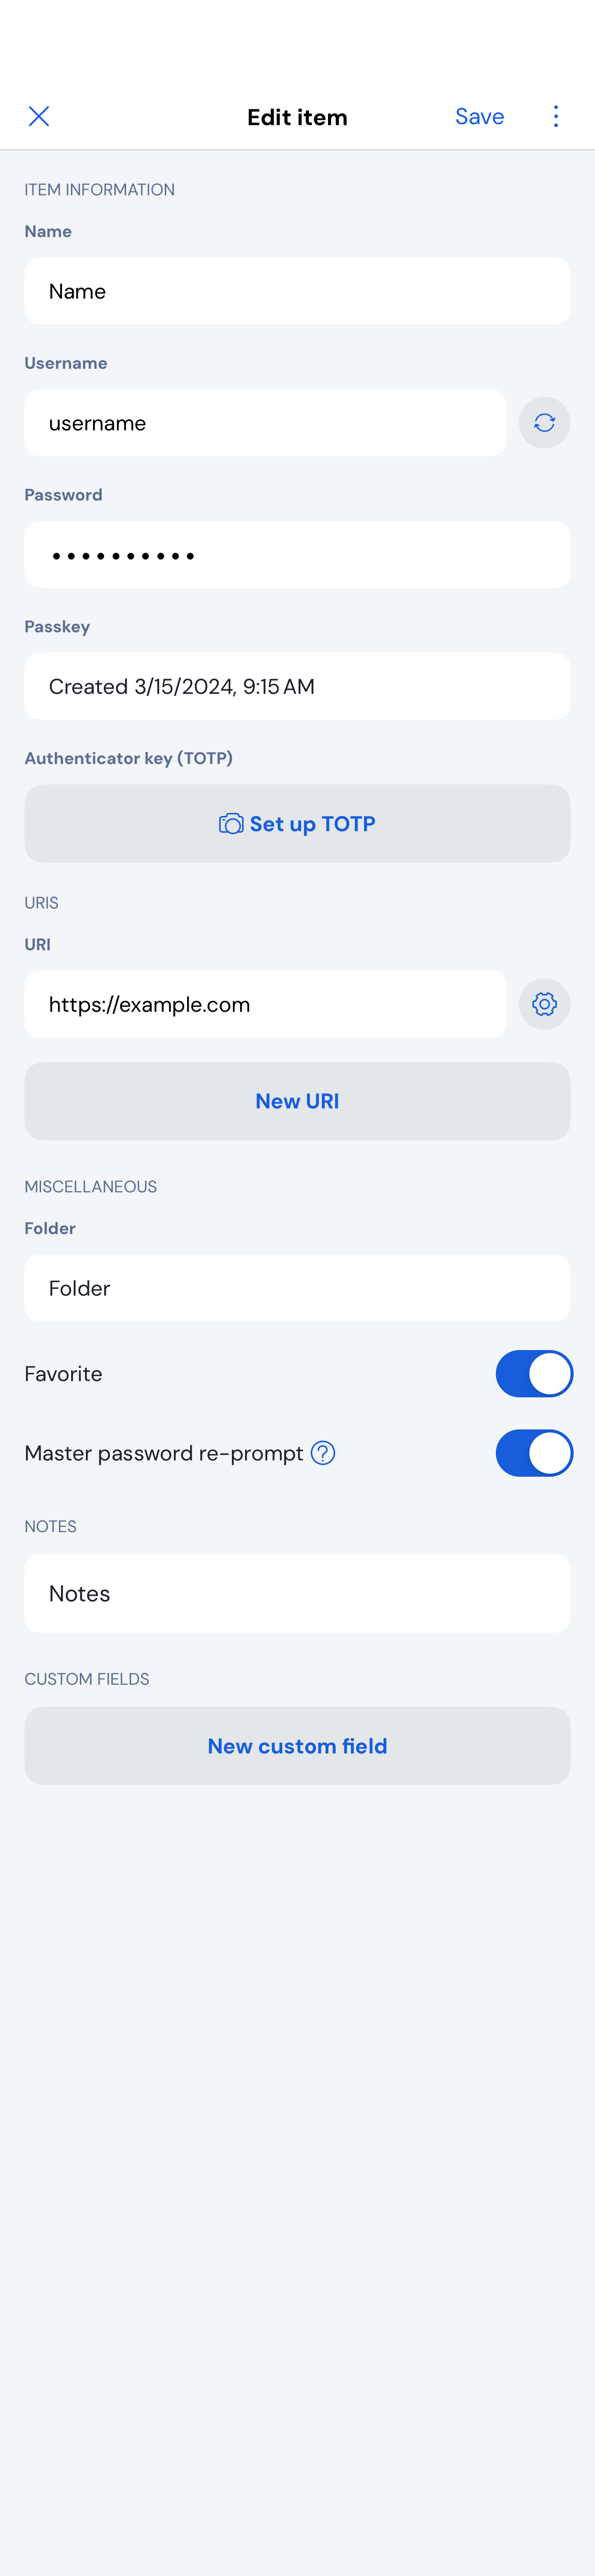 Edit item
Save
ITEM INFORMATION
Name
Name
Username
username
Password
••••••••••
Passkey
Created 3/15/2024, 9:15 AM
Authenticator key (TOTP)
Set up TOTP
URIS
URI
https://example.com
New URI
MISCELLANEOUS
Folder
Folder
Favorite
Master password re-prompt
NOTES
Notes
CUSTOM FIELDS
New custom field